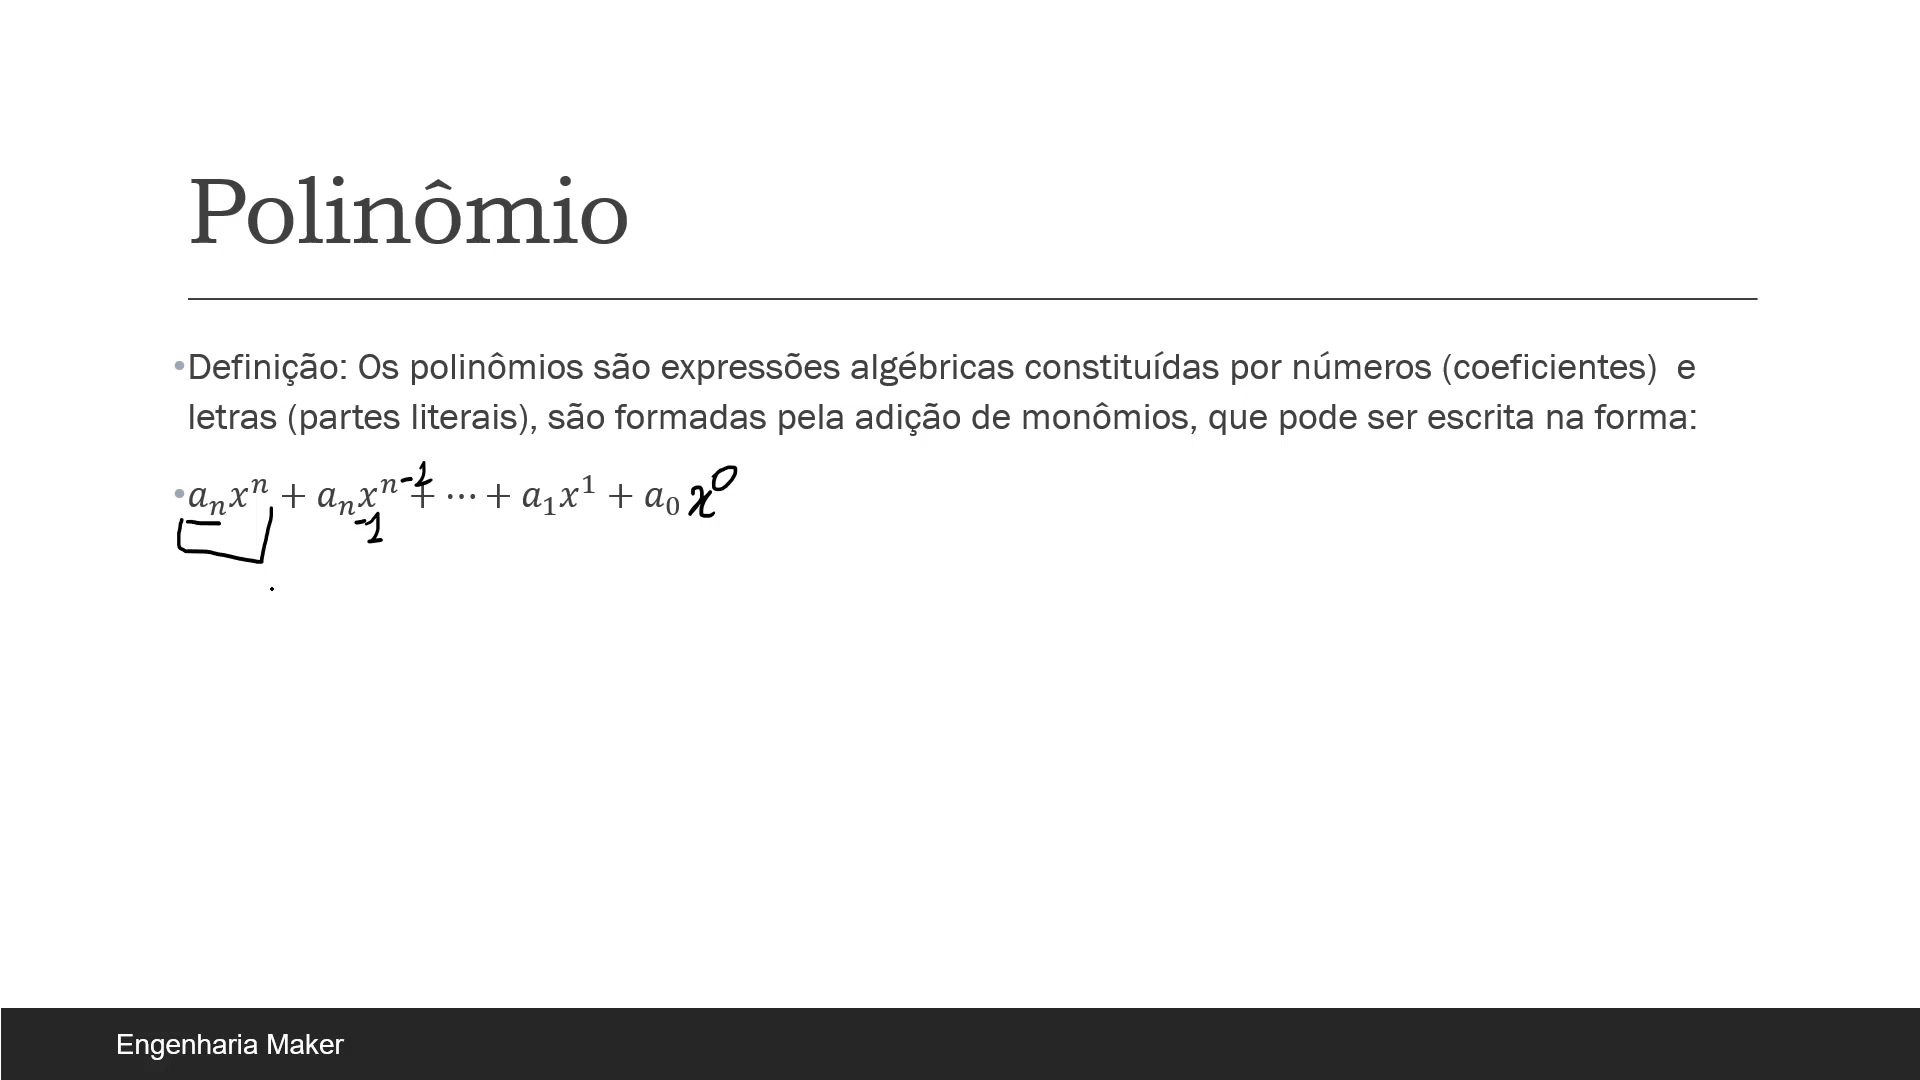 Polinômio
•Definição: Os polinômios são expressões algébricas constituídas por números (coeficientes) e
letras (partes literais), são formadas pela adição de monômios, que pode ser escrita na forma:
•aₙxⁿ + aₙ₋₁xⁿ⁻¹ + ⋯ + a₁x¹ + a₀x⁰
Engenharia Maker